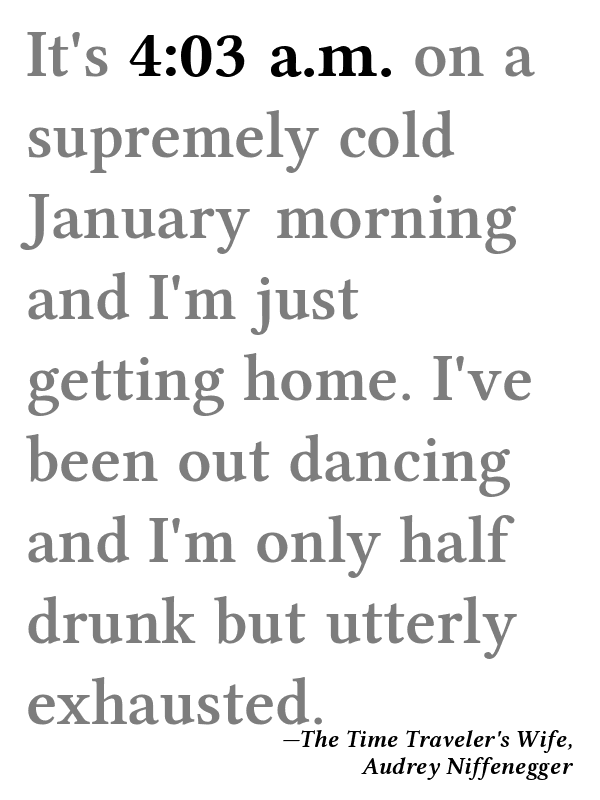 It's 4:03 a.m. on a
supremely cold
January morning
and I'm just
getting home. I've
been out dancing
and I'm only half
drunk but utterly
exhausted.
—The Time Traveler's Wife,
Audrey Niffenegger